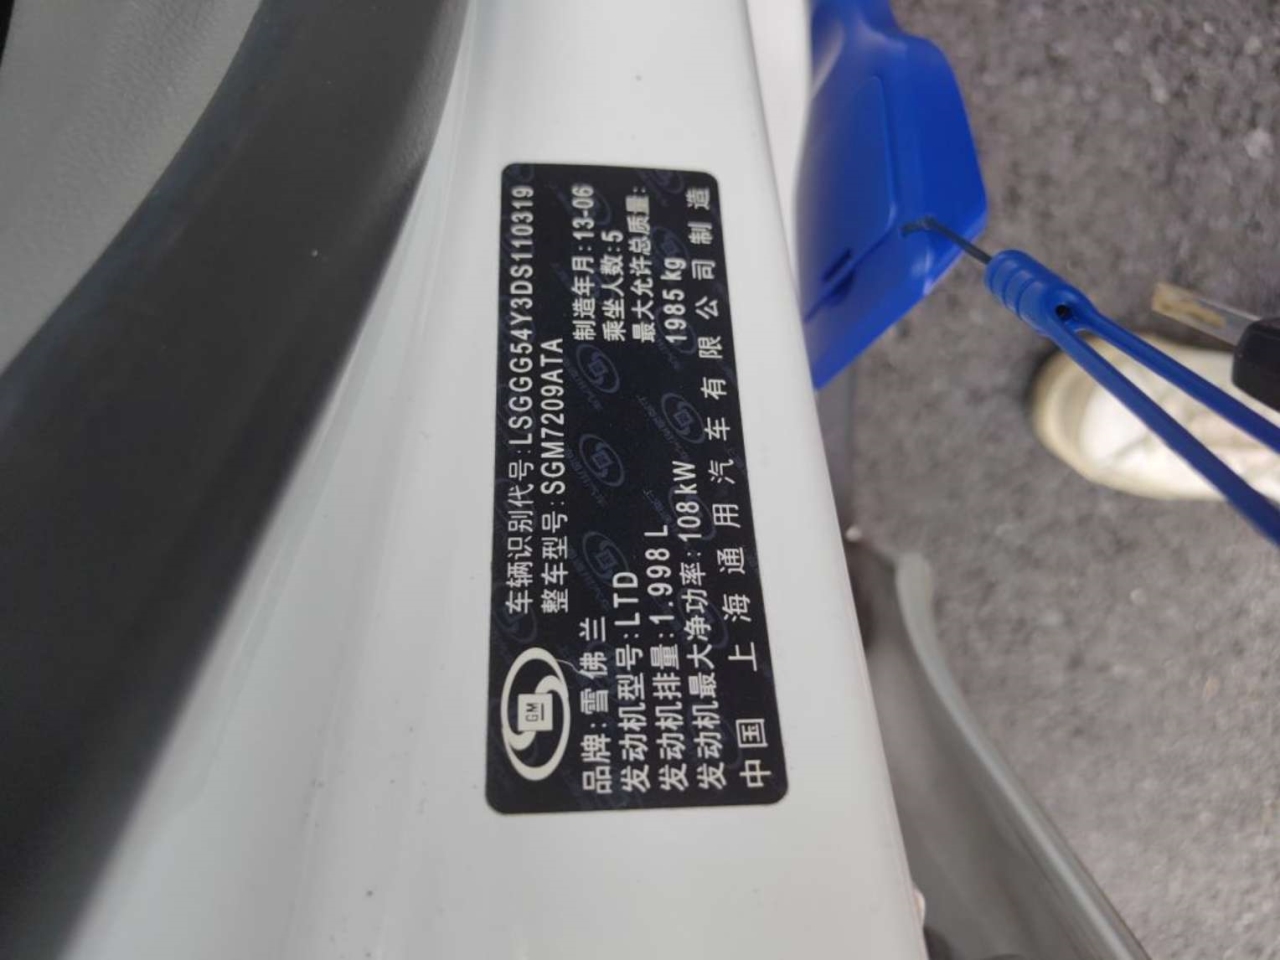 车辆识别代号:LSGGG54Y3DS110319
整车型号:SGM7209ATA
GM
品牌:雪佛兰
制造年月:13-06
发动机型号:LTD
乘坐人数:5
发动机排量:1.998 L
最大允许总质量:
发动机最大净功率:108kW
1985 kg
中国 上海通用汽车有限公司制造